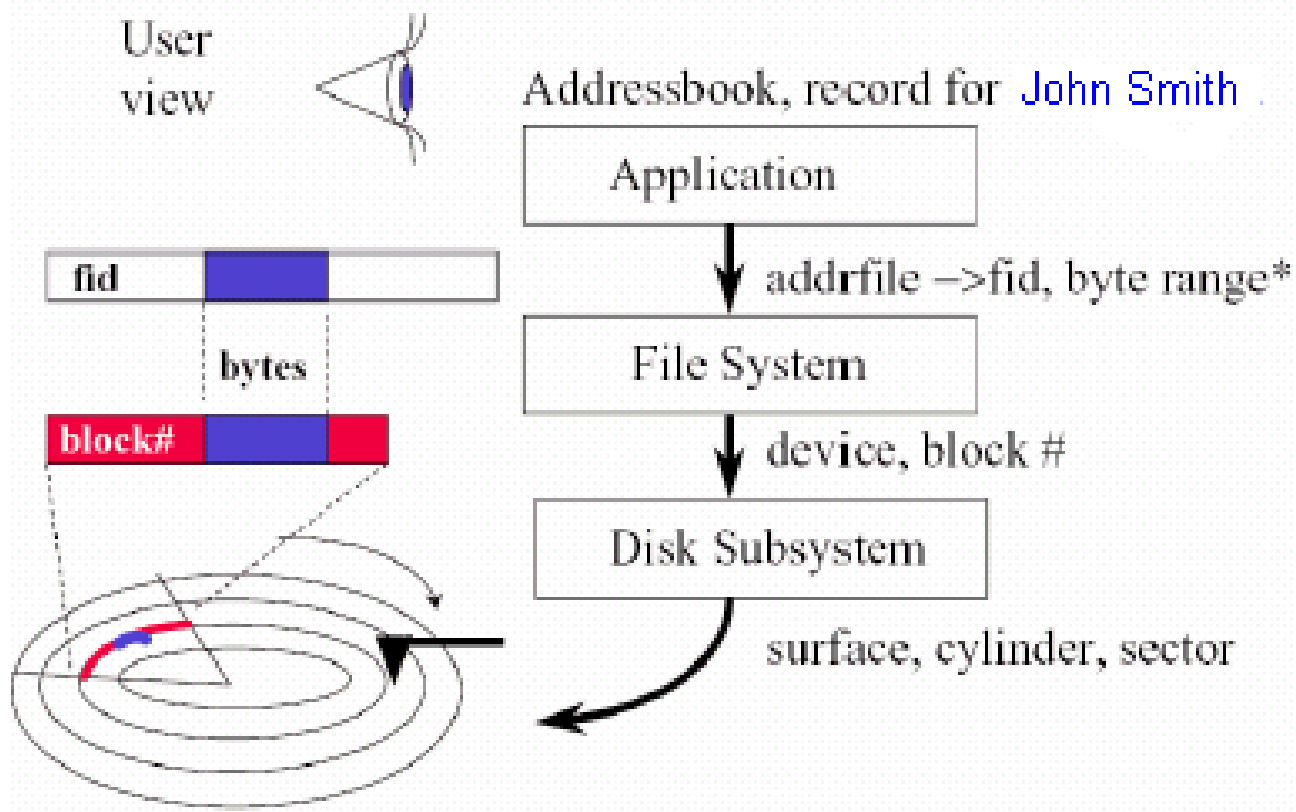 User
view
Addressbook, record for John Smith .
Application
fid
addrfile –>fid, byte range*
bytes
File System
block#
device, block #
Disk Subsystem
surface, cylinder, sector